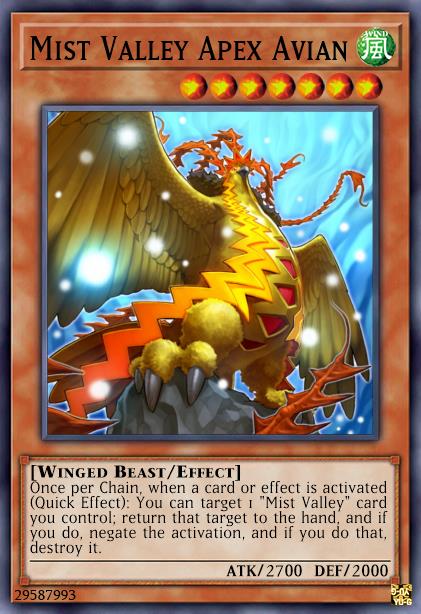 Mist Valley Apex Avian
WIND
風
[Winged Beast/Effect]
Once per Chain, when a card or effect is activated
(Quick Effect): You can target 1 "Mist Valley" card
you control; return that target to the hand, and if
you do, negate the activation, and if you do that,
destroy it.
ATK/2700 DEF/2000
29587993